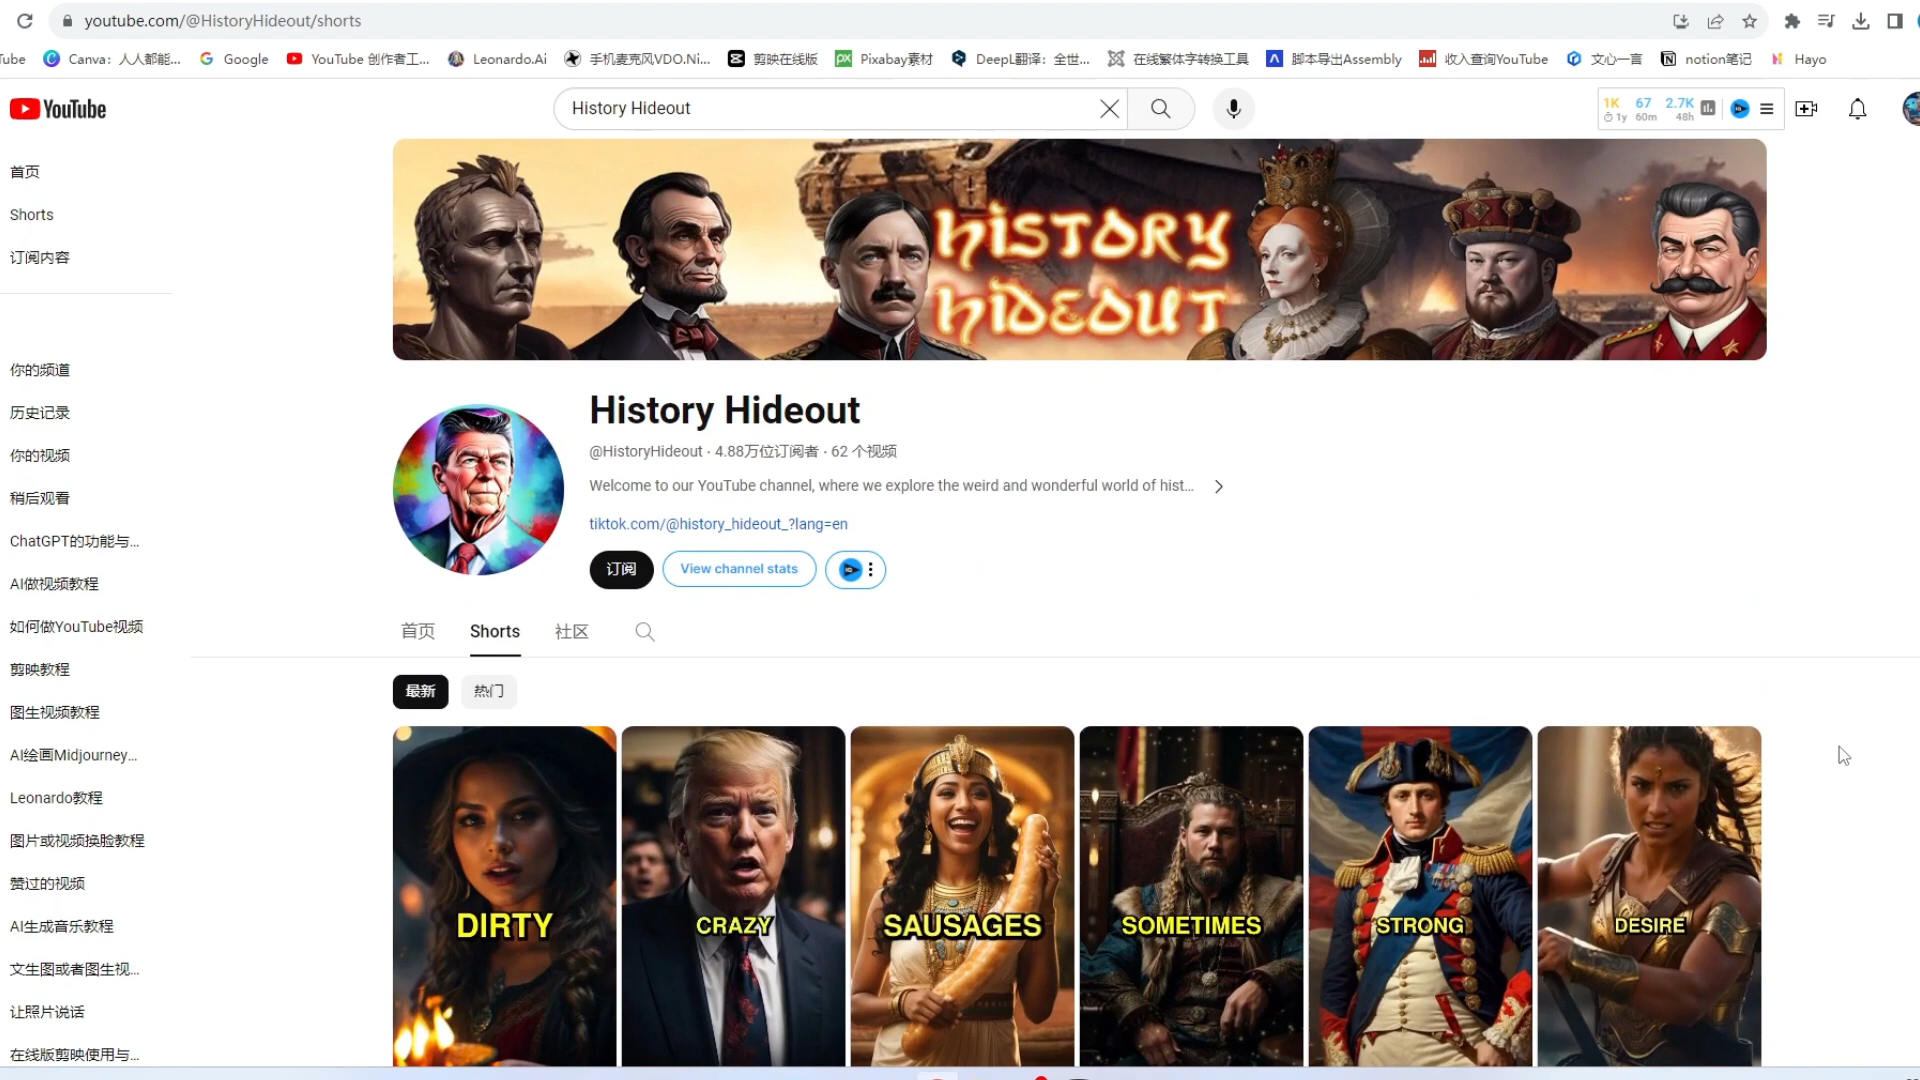 youtube.com/@HistoryHideout/shorts
Tube
Canva：人人都能...
Google
YouTube 创作者工...
Leonardo.Ai
手机麦克风VDO.Ni...
剪映在线版
Pixabay素材
DeepL翻译：全世...
在线繁体字转换工具
脚本导出Assembly
收入查询YouTube
文心一言
notion笔记
Hayo
YouTube
History Hideout
1K 67 2.7K
1y 60m 48h
首页
Shorts
订阅内容
你的频道
历史记录
你的视频
稍后观看
ChatGPT的功能与...
AI做视频教程
如何做YouTube视频
剪映教程
图生视频教程
AI绘画Midjourney...
Leonardo教程
图片或视频换脸教程
赞过的视频
AI生成音乐教程
文生图或者图生视...
让照片说话
在线版剪映使用与...
HISTORY
HIDEOUT
History Hideout
@HistoryHideout · 4.88万位订阅者 · 62 个视频
Welcome to our YouTube channel, where we explore the weird and wonderful world of hist...
tiktok.com/@history_hideout_?lang=en
订阅
View channel stats
首页
Shorts
社区
最新
热门
DIRTY
CRAZY
SAUSAGES
SOMETIMES
STRONG
DESIRE